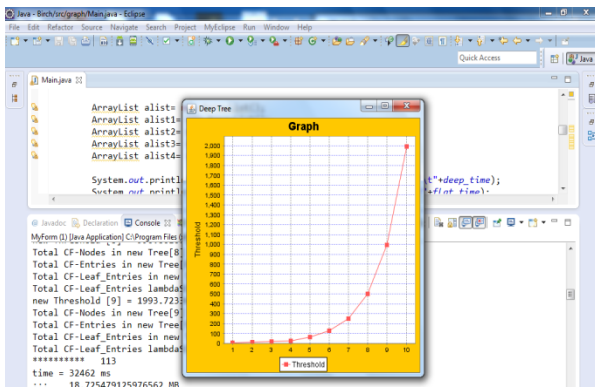 Java - Birch/src/graph/Main.java - Eclipse
File Edit Refactor Source Navigate Search Project MyEclipse Run Window Help
Quick Access
Java
Main.java
ArrayList alist=
ArrayList alist1=
ArrayList alist2=
ArrayList alist3=
ArrayList alist4=
System.out.printl
t"+deep_time);
System.out.printl
"+flat_time);
Deep Tree
Graph
Threshold
2,000
1,900
1,800
1,700
1,600
1,500
1,400
1,300
1,200
1,100
1,000
900
800
700
600
500
400
300
200
100
0
1 2 3 4 5 6 7 8 9 10
Threshold
Threshold
Javadoc Declaration Console
MyForm (1) [Java Application] C:\Program Files
Total CF-Nodes in new Tree[8]
Total CF-Entries in new Tree[
Total CF-Leaf_Entries in new
Total CF-Leaf_Entries lambdaS
new Threshold [9] = 1993.723
Total CF-Nodes in new Tree[9]
Total CF-Entries in new Tree[
Total CF-Leaf_Entries in new
Total CF-Leaf_Entries lambdaS
********** 113
time = 32462 ms
18.725479125976562 MB